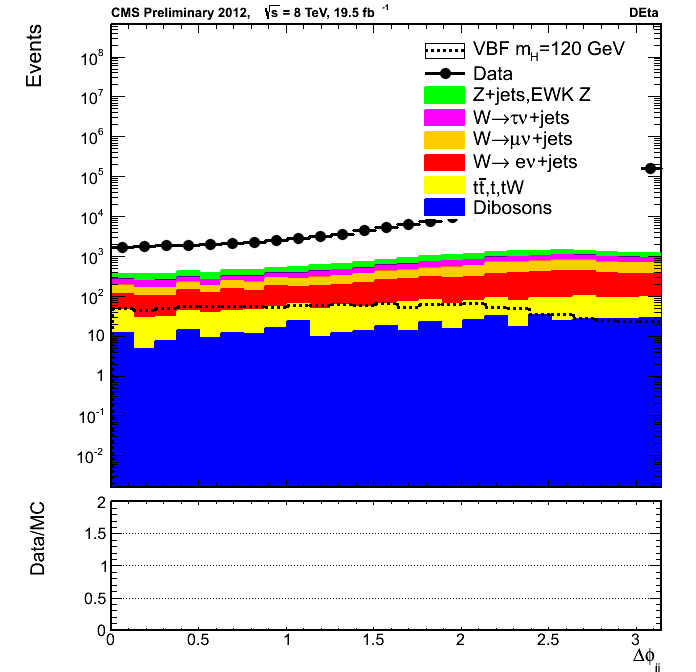 CMS Preliminary 2012, √s = 8 TeV, 19.5 fb⁻¹ DEta
Events
VBF m_H=120 GeV
Data
Z+jets,EWK Z
W→τν+jets
W→μν+jets
W→ eν+jets
tt̄,t,tW
Dibosons
10⁸
10⁷
10⁶
10⁵
10⁴
10³
10²
10
1
10⁻¹
10⁻²
Data/MC
2
1.5
1
0.5
0
0 0.5 1 1.5 2 2.5 3
Δϕ_jj